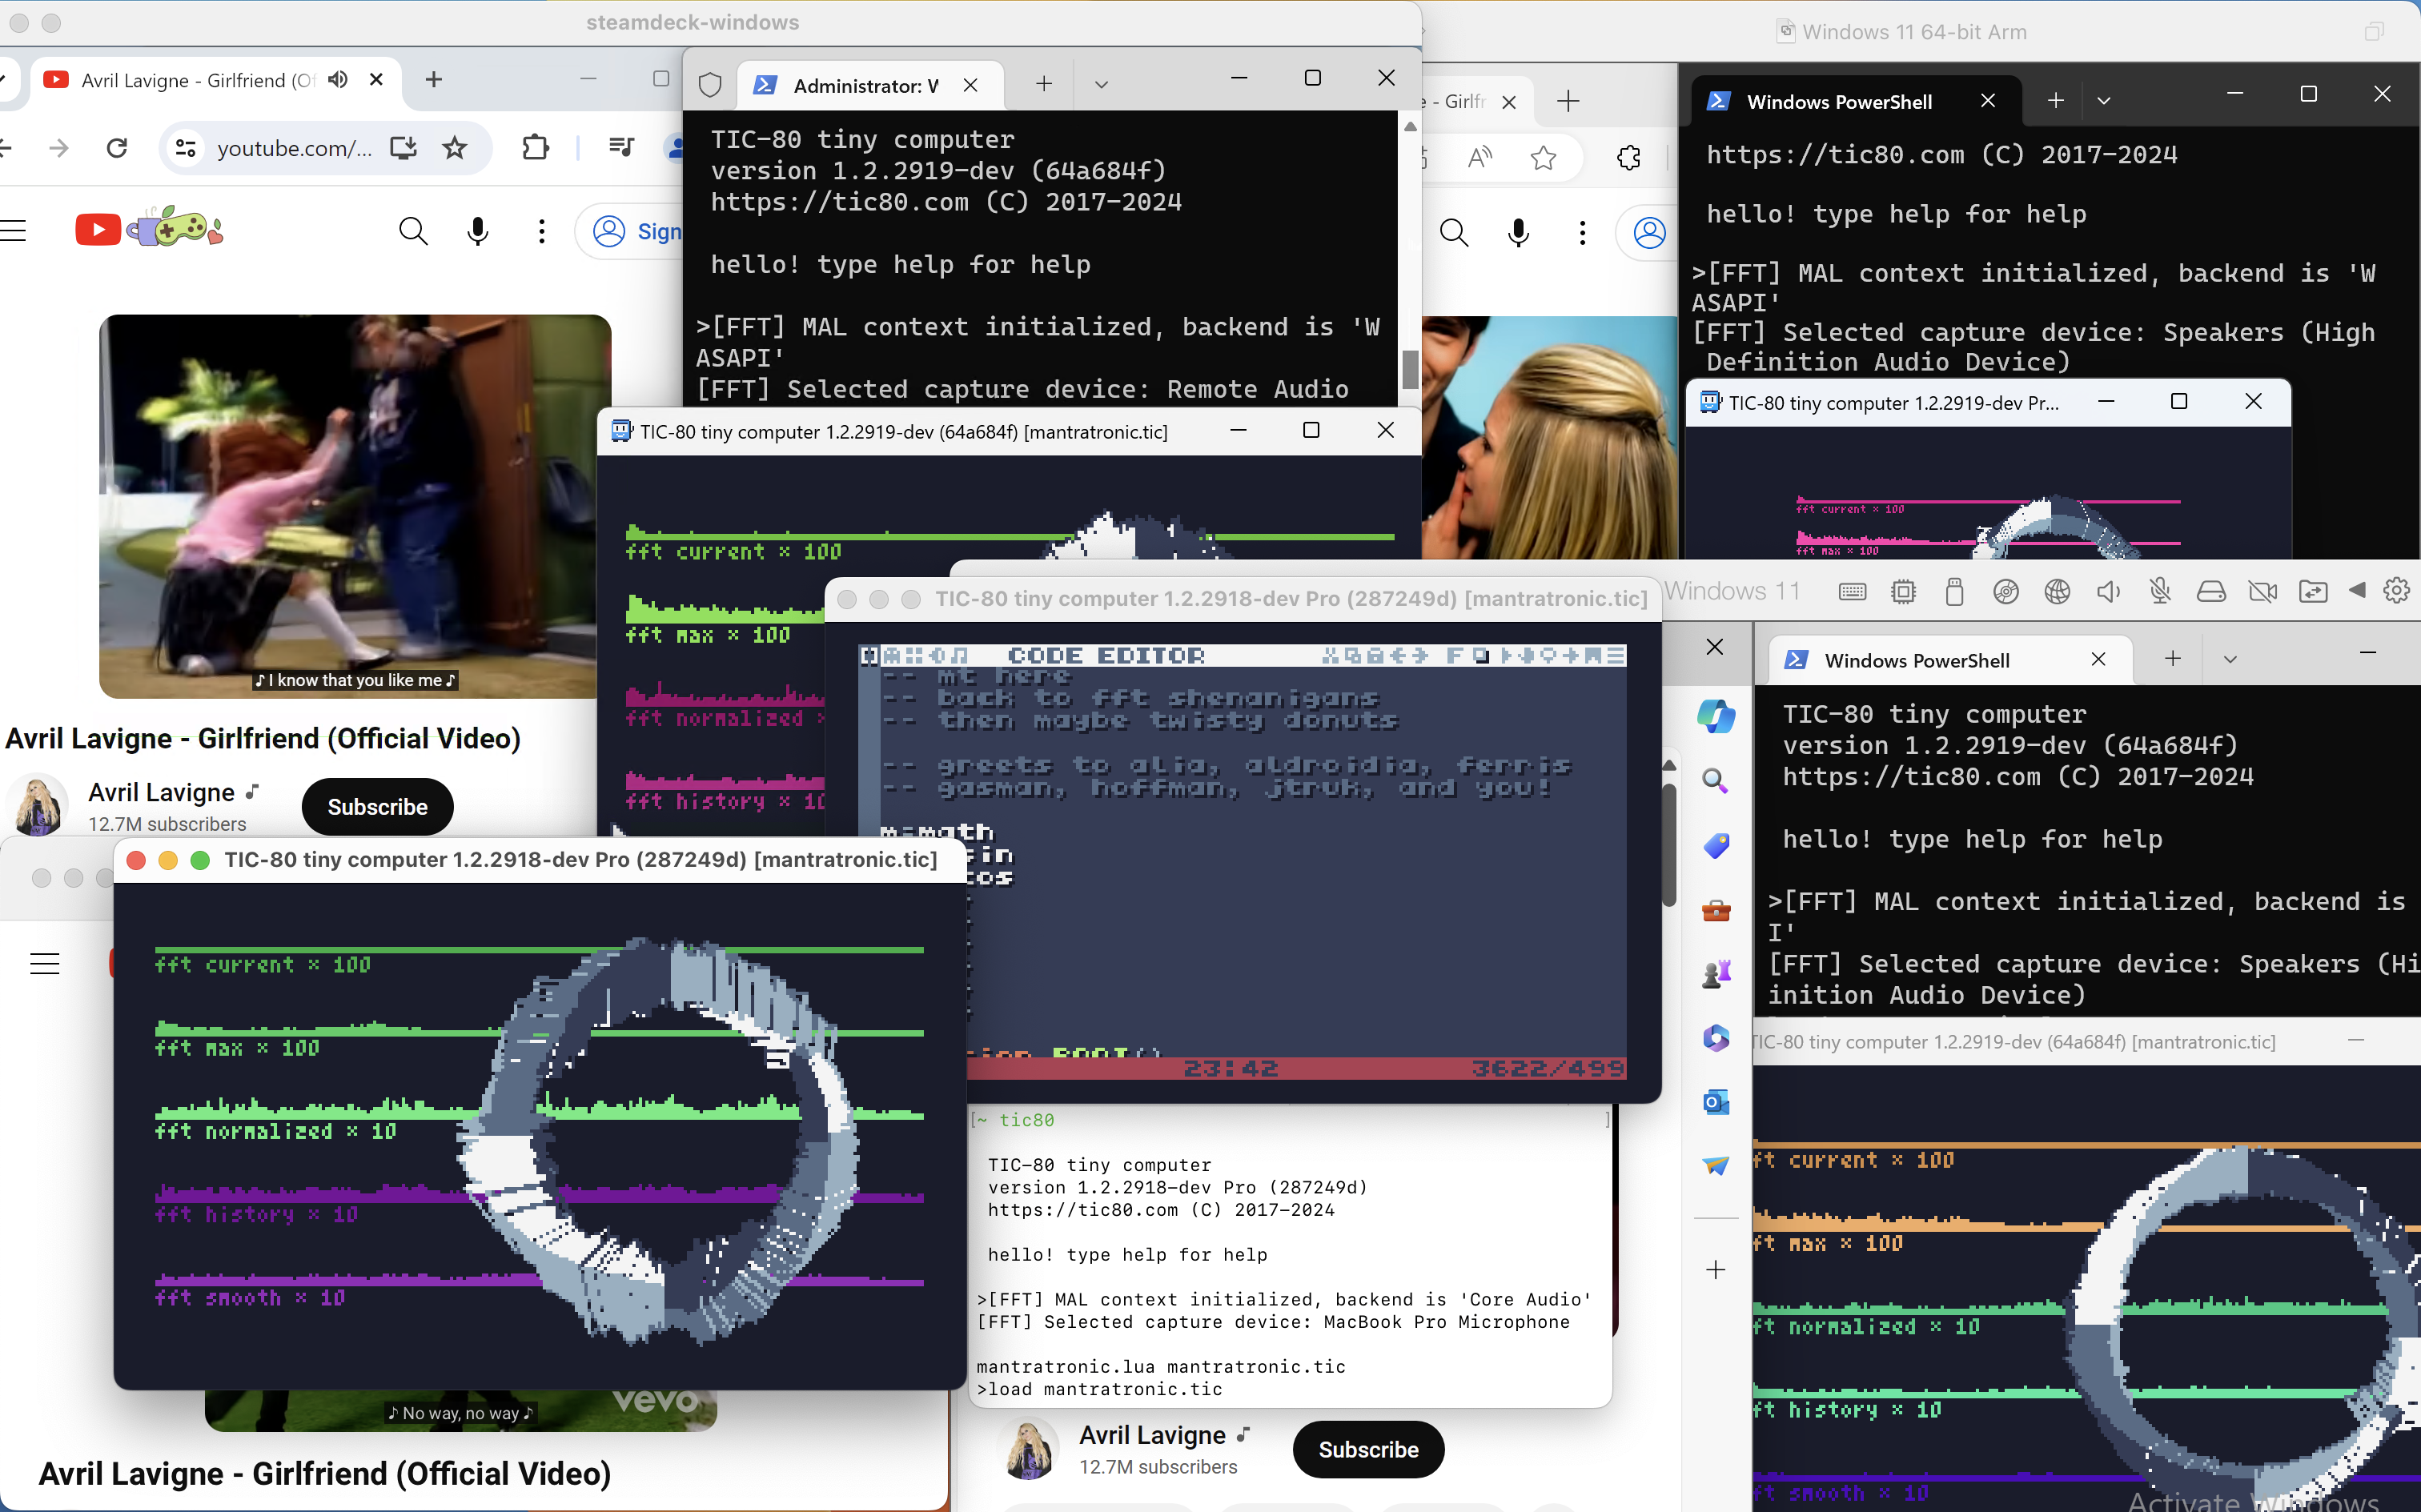 steamdeck-windows
Avril Lavigne - Girlfriend (Of
youtube.com/...
Sign
♪ I know that you like me ♪
Avril Lavigne - Girlfriend (Official Video)
Avril Lavigne
12.7M subscribers
Subscribe
Administrator: W
TIC-80 tiny computer
version 1.2.2919-dev (64a684f)
https://tic80.com (C) 2017-2024
hello! type help for help
>[FFT] MAL context initialized, backend is 'W
ASAPI'
[FFT] Selected capture device: Remote Audio
TIC-80 tiny computer 1.2.2919-dev (64a684f) [mantratronic.tic]
fft current × 100
fft max × 100
fft normalized ×
fft history × 10
Windows 11 64-bit Arm
e - Girlfr
Windows PowerShell
https://tic80.com (C) 2017-2024
hello! type help for help
>[FFT] MAL context initialized, backend is 'W
ASAPI'
[FFT] Selected capture device: Speakers (High
Definition Audio Device)
TIC-80 tiny computer 1.2.2919-dev Pr...
fft current × 100
fft max × 100
Windows 11
TIC-80 tiny computer 1.2.2918-dev Pro (287249d) [mantratronic.tic]
CODE EDITOR
-- mt here
-- back to fft shenanigans
-- then maybe twisty donuts
-- greets to alia, aldroidia, ferris
-- gasman, hoffman, jtruk, and you!
m=math
in
cos
tion BOOT()
23:42
3622/499
Windows PowerShell
TIC-80 tiny computer
version 1.2.2919-dev (64a684f)
https://tic80.com (C) 2017-2024
hello! type help for help
>[FFT] MAL context initialized, backend is
I'
[FFT] Selected capture device: Speakers (Hi
inition Audio Device)
TIC-80 tiny computer 1.2.2919-dev (64a684f) [mantratronic.tic]
ft current × 100
ft max × 100
ft normalized × 10
ft history × 10
ft smooth × 10
Activate Windows
TIC-80 tiny computer 1.2.2918-dev Pro (287249d) [mantratronic.tic]
fft current × 100
fft max × 100
fft normalized × 10
fft history × 10
fft smooth × 10
vevo
♪ No way, no way ♪
Avril Lavigne - Girlfriend (Official Video)
[~ tic80 ]
TIC-80 tiny computer
version 1.2.2918-dev Pro (287249d)
https://tic80.com (C) 2017-2024
hello! type help for help
>[FFT] MAL context initialized, backend is 'Core Audio'
[FFT] Selected capture device: MacBook Pro Microphone
mantratronic.lua mantratronic.tic
>load mantratronic.tic
Avril Lavigne
12.7M subscribers
Subscribe